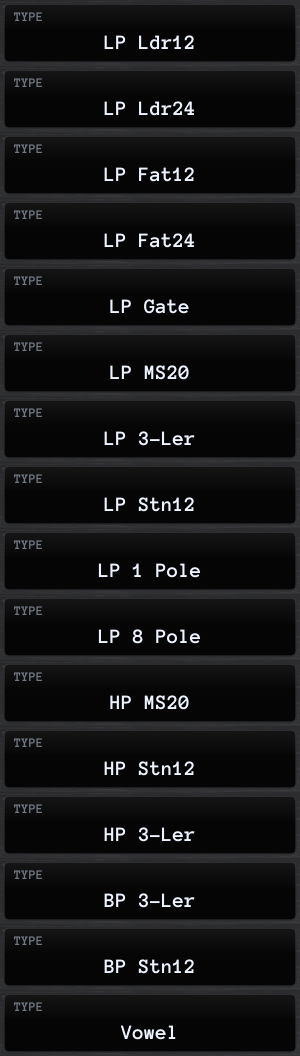 TYPE
LP Ldr12
TYPE
LP Ldr24
TYPE
LP Fat12
TYPE
LP Fat24
TYPE
LP Gate
TYPE
LP MS20
TYPE
LP 3-Ler
TYPE
LP Stn12
TYPE
LP 1 Pole
TYPE
LP 8 Pole
TYPE
HP MS20
TYPE
HP Stn12
TYPE
HP 3-Ler
TYPE
BP 3-Ler
TYPE
BP Stn12
TYPE
Vowel